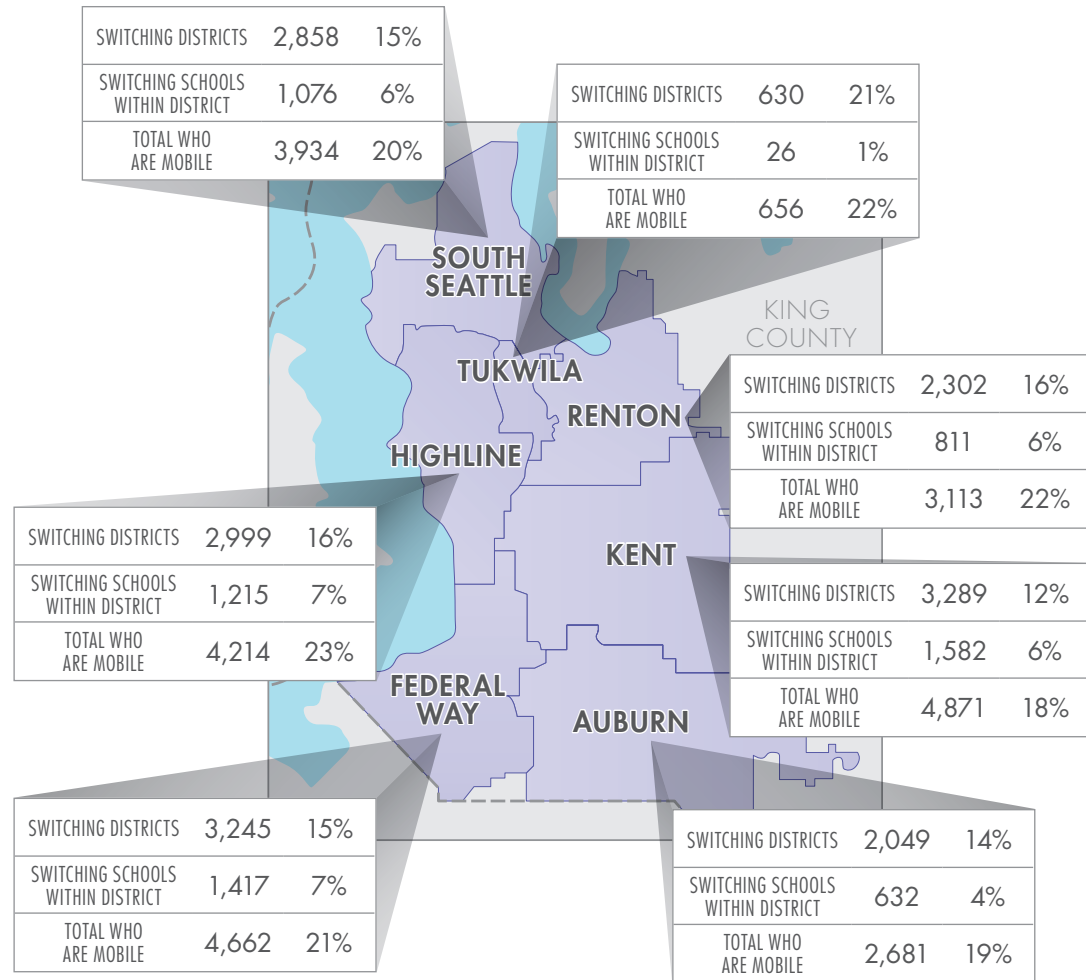 SWITCHING DISTRICTS 2,858 15%
SWITCHING SCHOOLS
WITHIN DISTRICT 1,076 6%
TOTAL WHO
ARE MOBILE 3,934 20%
SWITCHING DISTRICTS 630 21%
SWITCHING SCHOOLS
WITHIN DISTRICT 26 1%
TOTAL WHO
ARE MOBILE 656 22%
SOUTH
SEATTLE
KING
COUNTY
TUKWILA
RENTON
HIGHLINE
SWITCHING DISTRICTS 2,302 16%
SWITCHING SCHOOLS
WITHIN DISTRICT 811 6%
TOTAL WHO
ARE MOBILE 3,113 22%
SWITCHING DISTRICTS 2,999 16%
SWITCHING SCHOOLS
WITHIN DISTRICT 1,215 7%
TOTAL WHO
ARE MOBILE 4,214 23%
KENT
SWITCHING DISTRICTS 3,289 12%
SWITCHING SCHOOLS
WITHIN DISTRICT 1,582 6%
TOTAL WHO
ARE MOBILE 4,871 18%
FEDERAL
WAY
AUBURN
SWITCHING DISTRICTS 3,245 15%
SWITCHING SCHOOLS
WITHIN DISTRICT 1,417 7%
TOTAL WHO
ARE MOBILE 4,662 21%
SWITCHING DISTRICTS 2,049 14%
SWITCHING SCHOOLS
WITHIN DISTRICT 632 4%
TOTAL WHO
ARE MOBILE 2,681 19%